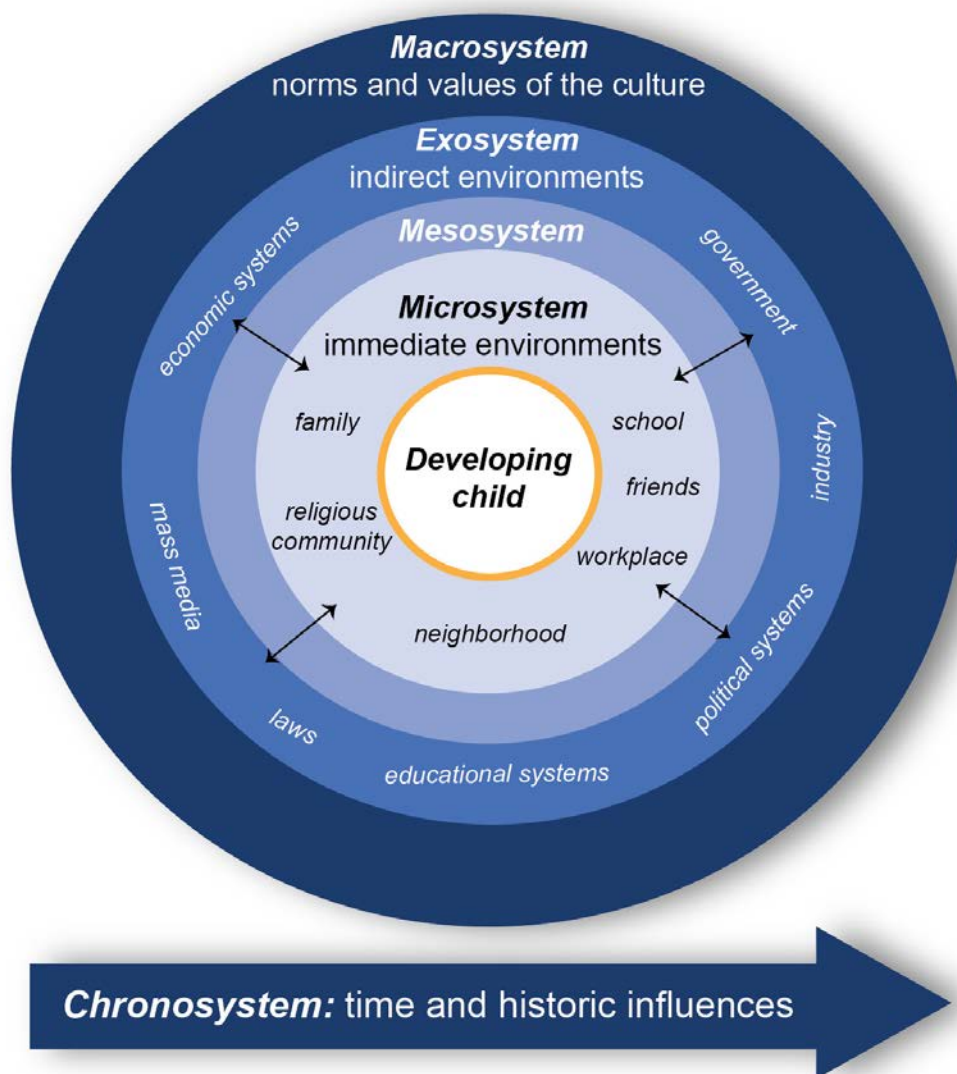 Macrosystem
norms and values of the culture
Exosystem
indirect environments
Mesosystem
economic systems
government
Microsystem
immediate environments
family
school
Developing
child
industry
friends
religious
community
mass media
workplace
neighborhood
political systems
laws
educational systems
Chronosystem: time and historic influences